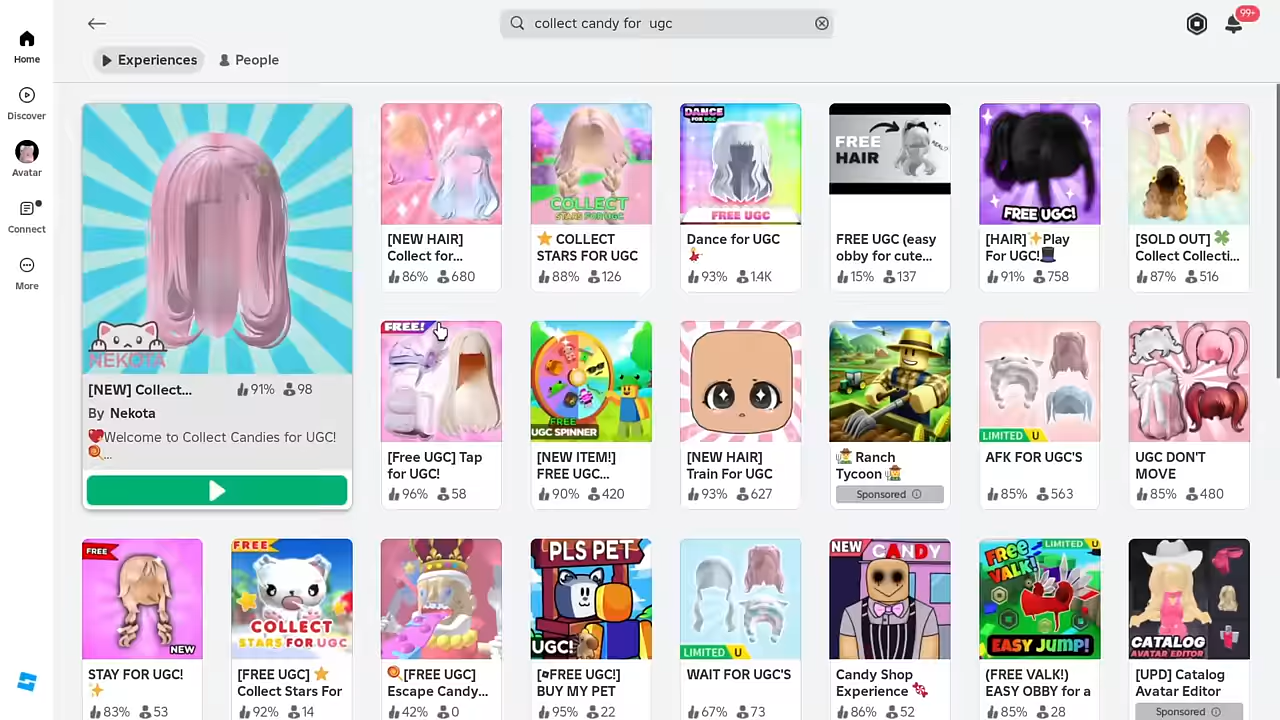 collect candy for  ugc
99+
Home
Discover
Avatar
Connect
More
Experiences
People
NEKOTA
[NEW] Collect...
91% 98
By Nekota
Welcome to Collect Candies for UGC!
...
[NEW HAIR]
Collect for...
86% 680
COLLECT
STARS FOR UGC
⭐ COLLECT
STARS FOR UGC
88% 126
DANCE
FOR UGC
FREE UGC
Dance for UGC
93% 1.4K
FREE
HAIR
REAL!?
FREE UGC (easy
obby for cute...
15% 137
FREE UGC!
[HAIR]✨Play
For UGC!🎩
91% 758
[SOLD OUT] 🍀
Collect Collecti...
87% 516
FREE!
[Free UGC] Tap
for UGC!
96% 58
FREE
UGC SPINNER
[NEW ITEM!]
FREE UGC...
90% 420
[NEW HAIR]
Train For UGC
93% 627
Ranch
Tycoon
Sponsored
LIMITED U
AFK FOR UGC'S
85% 563
UGC DON'T
MOVE
85% 480
FREE
NEW
STAY FOR UGC!
✨
83% 53
FREE
COLLECT
STARS FOR UGC
[FREE UGC] ⭐
Collect Stars For
92% 14
🍭[FREE UGC]
Escape Candy...
42% 0
PLS PET
UGC!
[FREE UGC!]
BUY MY PET
95% 22
LIMITED U
WAIT FOR UGC'S
67% 73
NEW CANDY
Candy Shop
Experience 🍬
86% 52
FREE
VALK!
LIMITED U
EASY JUMP!
(FREE VALK!)
EASY OBBY for a
85% 28
CATALOG
AVATAR EDITOR
[UPD] Catalog
Avatar Editor
Sponsored